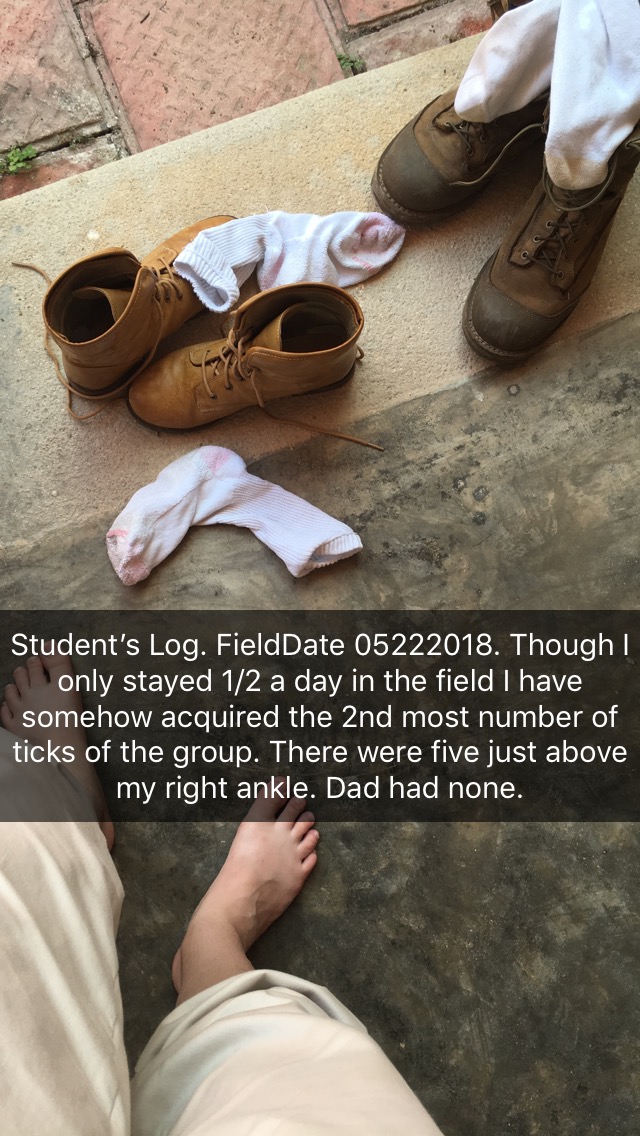 Student’s Log. FieldDate 05222018. Though I
only stayed 1/2 a day in the field I have
somehow acquired the 2nd most number of
ticks of the group. There were five just above
my right ankle. Dad had none.